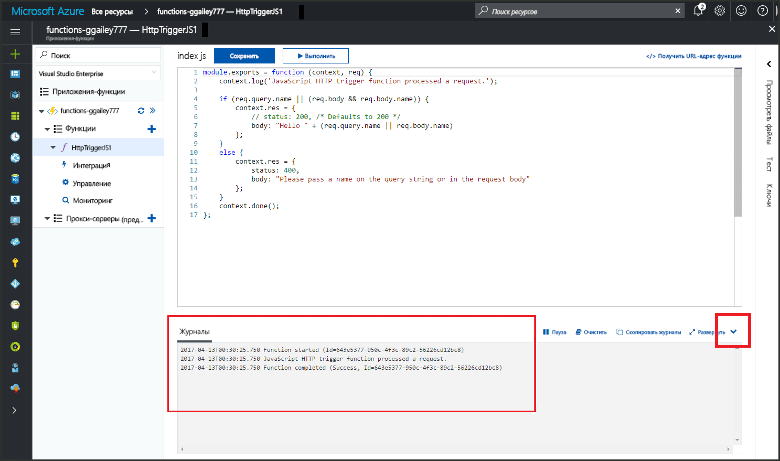 Microsoft Azure Все ресурсы > functions-ggailey777 — HttpTriggerJS1
Поиск ресурсов
2
functions-ggailey777 — HttpTriggerJS1
Приложения-функции
Поиск
Visual Studio Enterprise
Приложения-функции
functions-ggailey777
Функции
HttpTriggerJS1
Интеграция
Управление
Мониторинг
Прокси-серверы (пред...
index.js
Сохранить
Выполнить
</> Получить URL-адрес функции
1 module.exports = function (context, req) {
2 context.log('JavaScript HTTP trigger function processed a request.');
3
4 if (req.query.name || (req.body && req.body.name)) {
5 context.res = {
6 // status: 200, /* Defaults to 200 */
7 body: "Hello " + (req.query.name || req.body.name)
8 };
9 }
10 else {
11 context.res = {
12 status: 400,
13 body: "Please pass a name on the query string or in the request body"
14 };
15 }
16 context.done();
17 };
Просмотреть файлы
Тест
Ключи
Журналы
Пауза
Очистить
Скопировать журналы
Развернуть
2017-04-13T00:30:25.750 Function started (Id=643e5377-950c-4f3c-89c2-56226cd12bc8)
2017-04-13T00:30:25.750 JavaScript HTTP trigger function processed a request.
2017-04-13T00:30:25.750 Function completed (Success, Id=643e5377-950c-4f3c-89c2-56226cd12bc8)